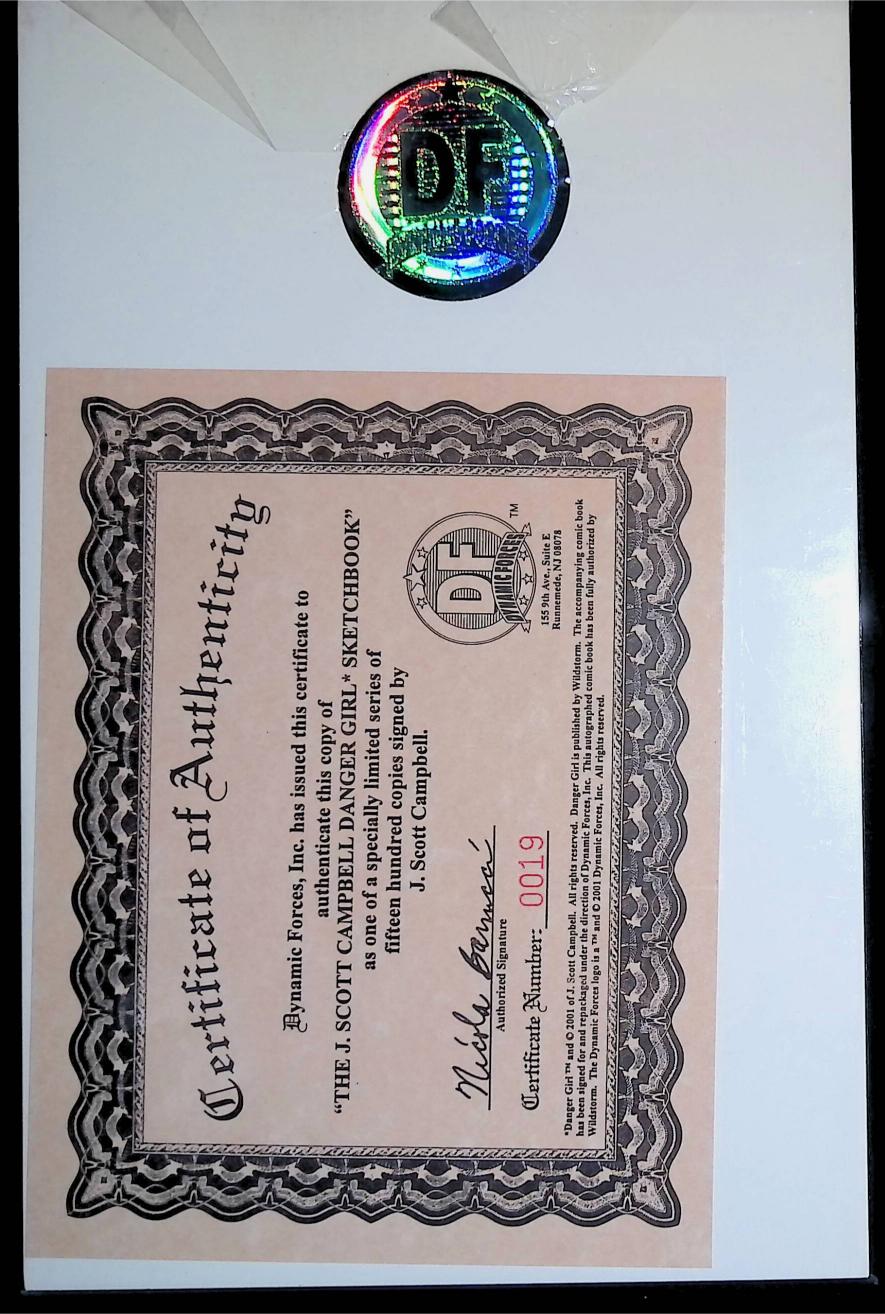 DF
Certificate of Authenticity
Dynamic Forces, Inc. has issued this certificate to
authenticate this copy of
“THE J. SCOTT CAMPBELL DANGER GIRL* SKETCHBOOK”
as one of a specially limited series of
fifteen hundred copies signed by
J. Scott Campbell.
DF
DYNAMIC FORCES
TM
155 9th Ave., Suite E
Runnemede, NJ 08078
Authorized Signature
Certificate Number: 0019
*Danger Girl ™ and © 2001 of J. Scott Campbell. All rights reserved. Danger Girl is published by Wildstorm. The accompanying comic book
has been signed for and repackaged under the direction of Dynamic Forces, Inc. This autographed comic book has been fully authorized by
Wildstorm. The Dynamic Forces logo is a ™ and © 2001 Dynamic Forces, Inc. All rights reserved.